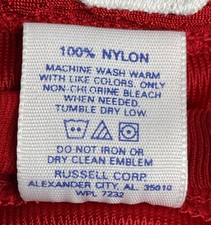 100% NYLON
MACHINE WASH WARM
WITH LIKE COLORS. ONLY
NON-CHLORINE BLEACH
WHEN NEEDED.
TUMBLE DRY LOW.
DO NOT IRON OR
DRY CLEAN EMBLEM
RUSSELL CORP.
ALEXANDER CITY, AL. 35010
WPL 7232